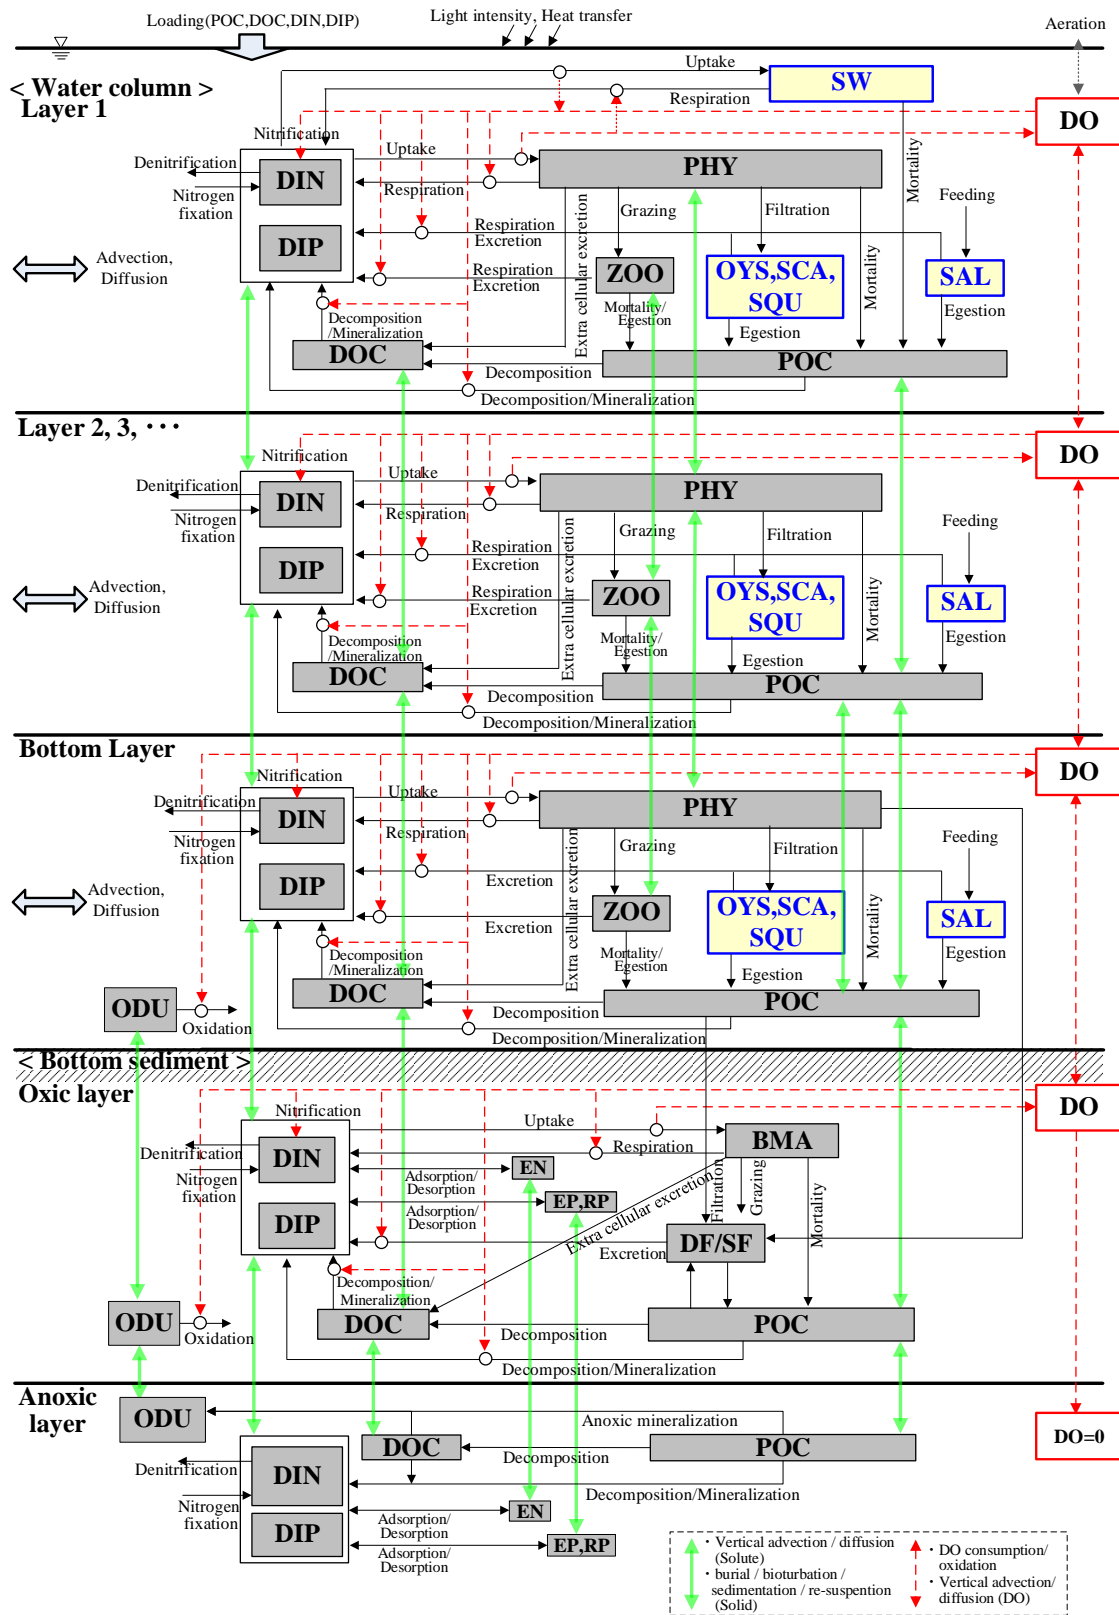 Loading(POC,DOC,DIN,DIP)
Light intensity, Heat transfer
Aeration
< Water column >
Layer 1
Uptake
SW
Respiration
DO
Nitrification
Denitrification
DIN
Nitrogen
fixation
Uptake
PHY
Respiration
Mortality
Grazing
Filtration
Feeding
Extra cellular excretion
DIP
Respiration
Excretion
Advection,
Diffusion
Respiration
Excretion
ZOO
OYS,SCA,
SQU
Mortality
SAL
Decomposition
/Mineralization
Mortality/
Egestion
Egestion
Egestion
DOC
POC
Decomposition
Decomposition/Mineralization
Layer 2, 3, ・・・
Nitrification
DO
Uptake
Denitrification
DIN
PHY
Nitrogen
fixation
Respiration
Grazing
Filtration
Feeding
Extra cellular excretion
DIP
Respiration
Excretion
Advection,
Diffusion
Respiration
Excretion
ZOO
OYS,SCA,
SQU
Mortality
SAL
Decomposition
/Mineralization
Mortality/
Egestion
Egestion
Egestion
DOC
POC
Decomposition
Decomposition/Mineralization
Bottom Layer
Nitrification
DO
Uptake
Denitrification
DIN
PHY
Nitrogen
fixation
Respiration
Grazing
Filtration
Feeding
Extra cellular excretion
DIP
Excretion
Advection,
Diffusion
Excretion
ZOO
OYS,SCA,
SQU
Mortality
SAL
Decomposition
/Mineralization
Mortality/
Egestion
Egestion
Egestion
ODU
DOC
POC
Oxidation
Decomposition
Decomposition/Mineralization
< Bottom sediment >
Oxic layer
DO
Nitrification
Uptake
BMA
Denitrification
DIN
Respiration
Nitrogen
fixation
Adsorption/
Desorption
EN
Filtration
Grazing
Mortality
Extra cellular excretion
DIP
Adsorption/
Desorption
EP,RP
Excretion
DF/SF
Decomposition/
Mineralization
ODU
DOC
POC
Oxidation
Decomposition
Decomposition/Mineralization
Anoxic
layer
ODU
Anoxic mineralization
DOC
POC
DO=0
Decomposition
Denitrification
DIN
Nitrogen
fixation
Decomposition/Mineralization
Adsorption/
Desorption
EN
DIP
Adsorption/
Desorption
EP,RP
・Vertical advection / diffusion
(Solute)
・burial / bioturbation /
sedimentation / re-suspention
(Solid)
・DO consumption/
oxidation
・Vertical advection/
diffusion (DO)